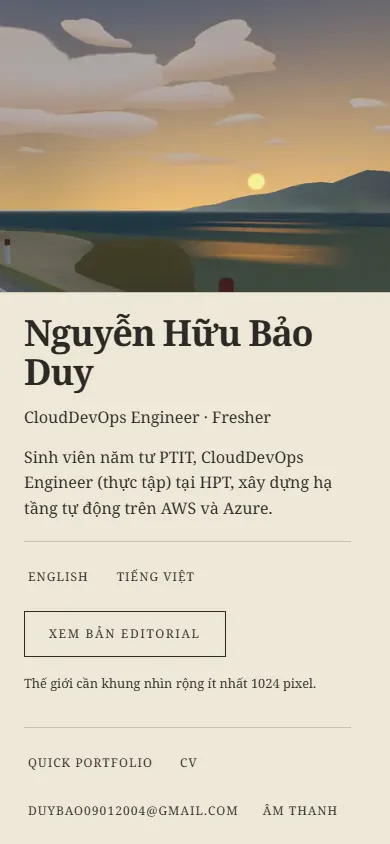 Nguyễn Hữu Bảo
Duy
CloudDevOps Engineer · Fresher
Sinh viên năm tư PTIT, CloudDevOps
Engineer (thực tập) tại HPT, xây dựng hạ
tầng tự động trên AWS và Azure.
ENGLISH TIẾNG VIỆT
XEM BẢN EDITORIAL
Thế giới cần khung nhìn rộng ít nhất 1024 pixel.
QUICK PORTFOLIO CV
DUYBAO09012004@GMAIL.COM ÂM THANH